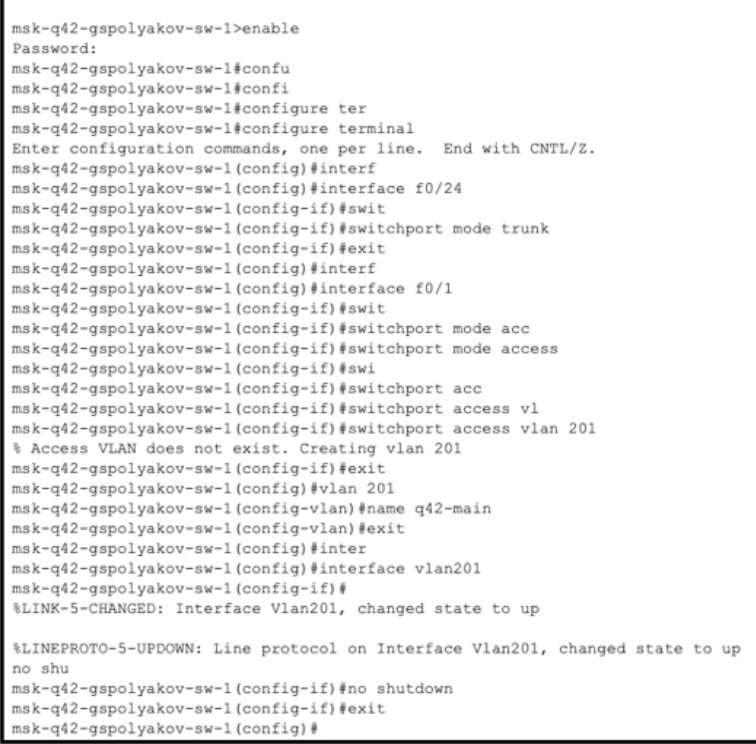 msk-q42-gspolyakov-sw-1>enable
Password:
msk-q42-gspolyakov-sw-1#confu
msk-q42-gspolyakov-sw-1#confi
msk-q42-gspolyakov-sw-1#configure ter
msk-q42-gspolyakov-sw-1#configure terminal
Enter configuration commands, one per line.  End with CNTL/Z.
msk-q42-gspolyakov-sw-1(config)#interf
msk-q42-gspolyakov-sw-1(config)#interface f0/24
msk-q42-gspolyakov-sw-1(config-if)#swit
msk-q42-gspolyakov-sw-1(config-if)#switchport mode trunk
msk-q42-gspolyakov-sw-1(config-if)#exit
msk-q42-gspolyakov-sw-1(config)#interf
msk-q42-gspolyakov-sw-1(config)#interface f0/1
msk-q42-gspolyakov-sw-1(config-if)#swit
msk-q42-gspolyakov-sw-1(config-if)#switchport mode acc
msk-q42-gspolyakov-sw-1(config-if)#switchport mode access
msk-q42-gspolyakov-sw-1(config-if)#swi
msk-q42-gspolyakov-sw-1(config-if)#switchport acc
msk-q42-gspolyakov-sw-1(config-if)#switchport access vl
msk-q42-gspolyakov-sw-1(config-if)#switchport access vlan 201
% Access VLAN does not exist. Creating vlan 201
msk-q42-gspolyakov-sw-1(config-if)#exit
msk-q42-gspolyakov-sw-1(config)#vlan 201
msk-q42-gspolyakov-sw-1(config-vlan)#name q42-main
msk-q42-gspolyakov-sw-1(config-vlan)#exit
msk-q42-gspolyakov-sw-1(config)#inter
msk-q42-gspolyakov-sw-1(config)#interface vlan201
msk-q42-gspolyakov-sw-1(config-if)#
%LINK-5-CHANGED: Interface Vlan201, changed state to up
%LINEPROTO-5-UPDOWN: Line protocol on Interface Vlan201, changed state to up
no shu
msk-q42-gspolyakov-sw-1(config-if)#no shutdown
msk-q42-gspolyakov-sw-1(config-if)#exit
msk-q42-gspolyakov-sw-1(config)#